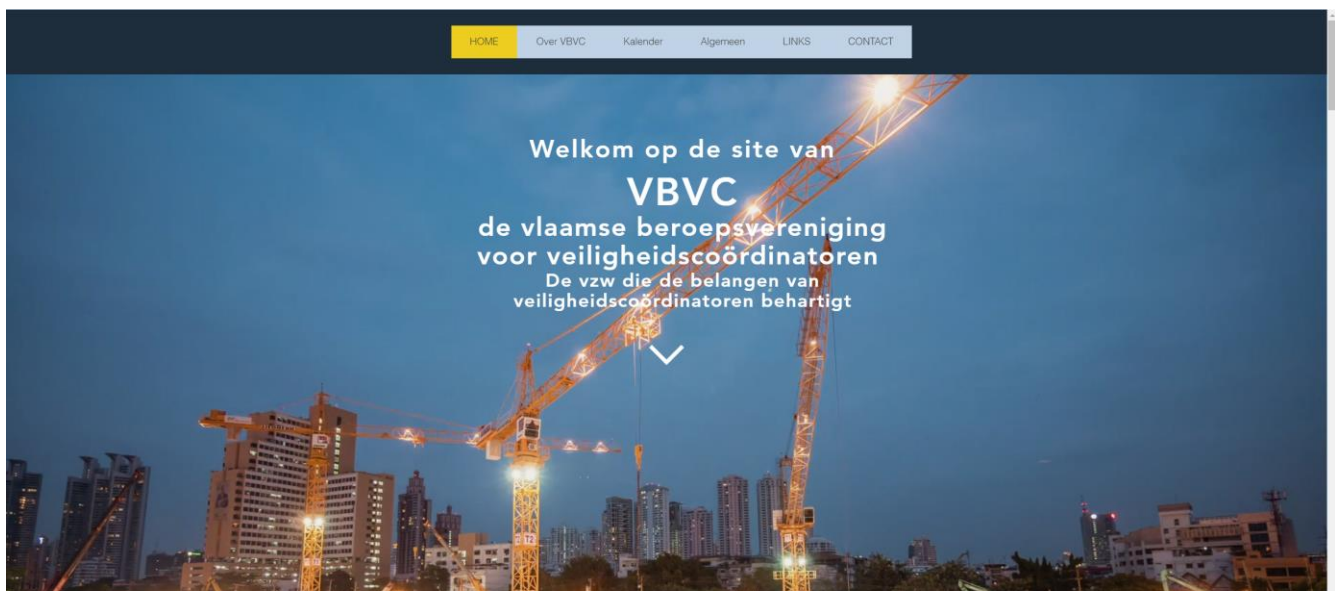 HOME Over VBVC Kalender Algemeen LINKS CONTACT
Welkom op de site van
VBVC
de vlaamse beroepsvereniging
voor veiligheidscoördinatoren
De vzw die de belangen van
veiligheidscoördinatoren behartigt
T2